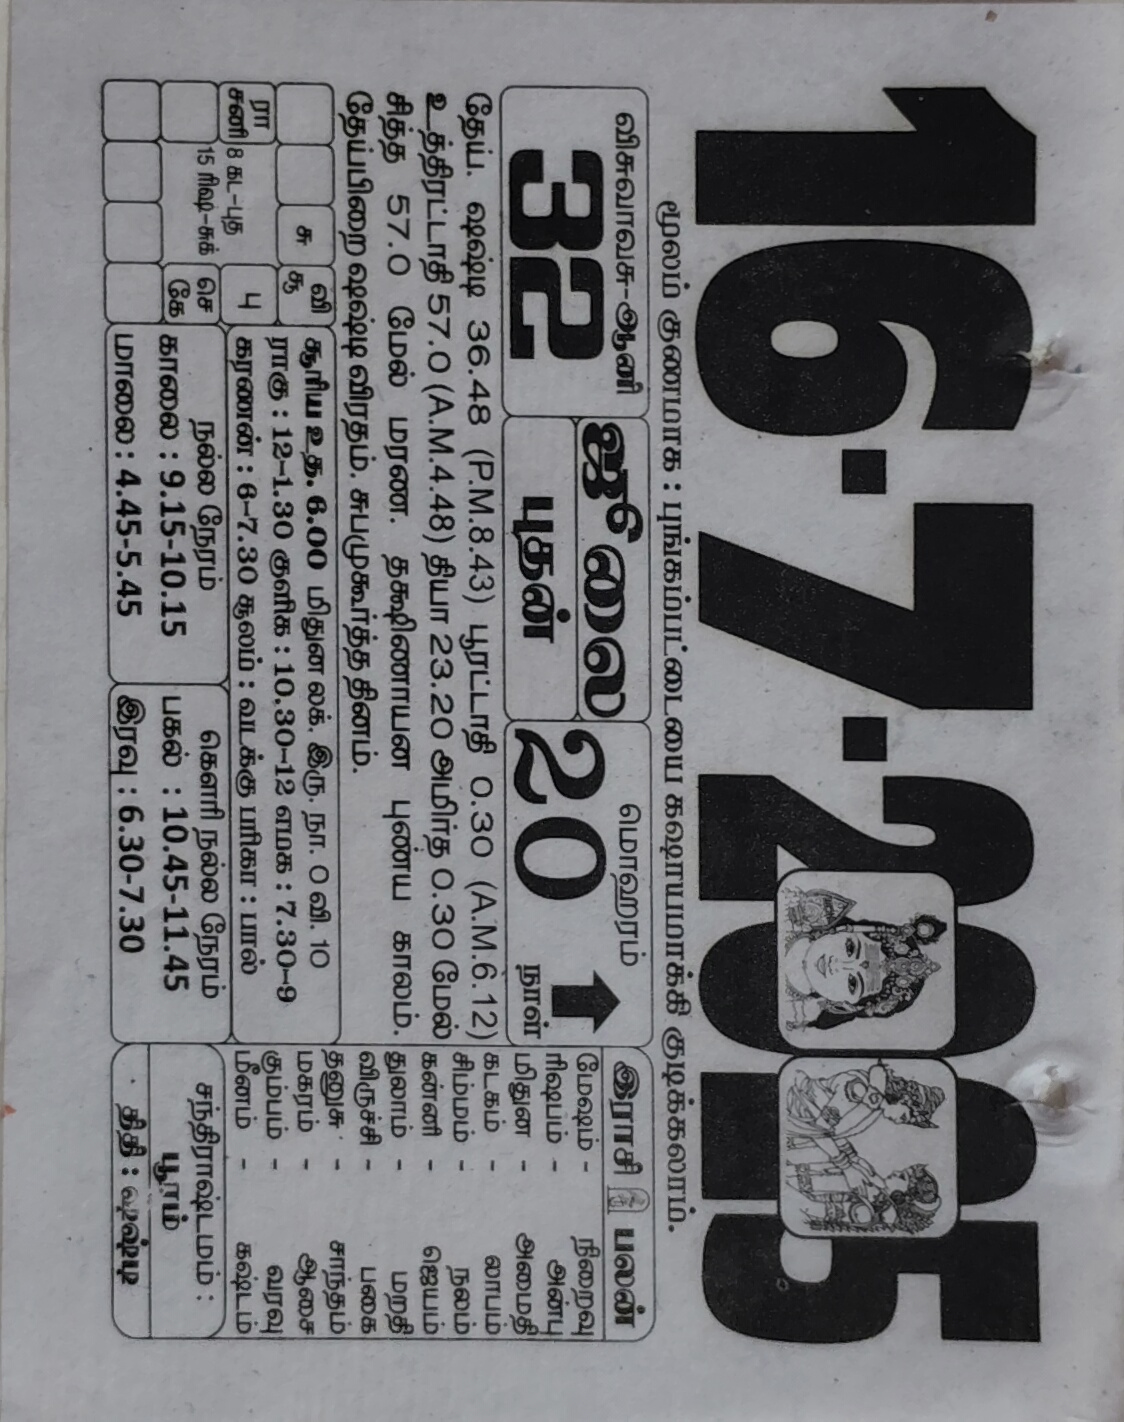 16·7·2025
மூலம் குணமாக : புங்கம்பட்டையை கஷாயமாக்கி குடிக்கலாம்.
விசுவாவசு-ஆனி
32
ஜூலை
புதன்
மொஹரம்
20
நாள்
தேய். ஷஷ்டி 36.48 (P.M.8.43) பூரட்டாதி 0.30 (A.M.6.12)
உத்திரட்டாதி 57.0 (A.M.4.48) தியா 23.20 அமிர்த 0.30 மேல்
சித்த 57.0 மேல் மரண. தக்ஷிணாயன புண்ய காலம்.
தேய்பிறை ஷஷ்டி விரதம். சுபமுகூர்த்த தினம்.
சு
வி
சூ
ரா
சனி
8 கட-புத
15 ரிஷ-சுக்
பு
செ
கே
சூரிய உத. 6.00 மிதுன லக். இரு. நா. 0 வி. 10
ராகு : 12–1.30 குளிக : 10.30–12 எமக : 7.30–9
கரணன் : 6–7.30 சூலம் : வடக்கு பரிகா : பால்
நல்ல நேரம்
காலை : 9.15-10.15
மாலை : 4.45-5.45
கௌரி நல்ல நேரம்
பகல் : 10.45-11.45
இரவு : 6.30-7.30
இராசி பலன்
மேஷம் - நிறைவு
ரிஷபம் - அன்பு
மிதுன - அமைதி
கடகம் - லாபம்
சிம்மம் - நலம்
கன்னி - ஜெயம்
துலாம் - மறதி
விருச்சி - பகை
தனுசு - சாந்தம்
மகரம் - ஆசை
கும்பம் - வரவு
மீனம் - கஷ்டம்
சந்திராஷ்டமம் :
பூரம்
திதி : ஷஷ்டி